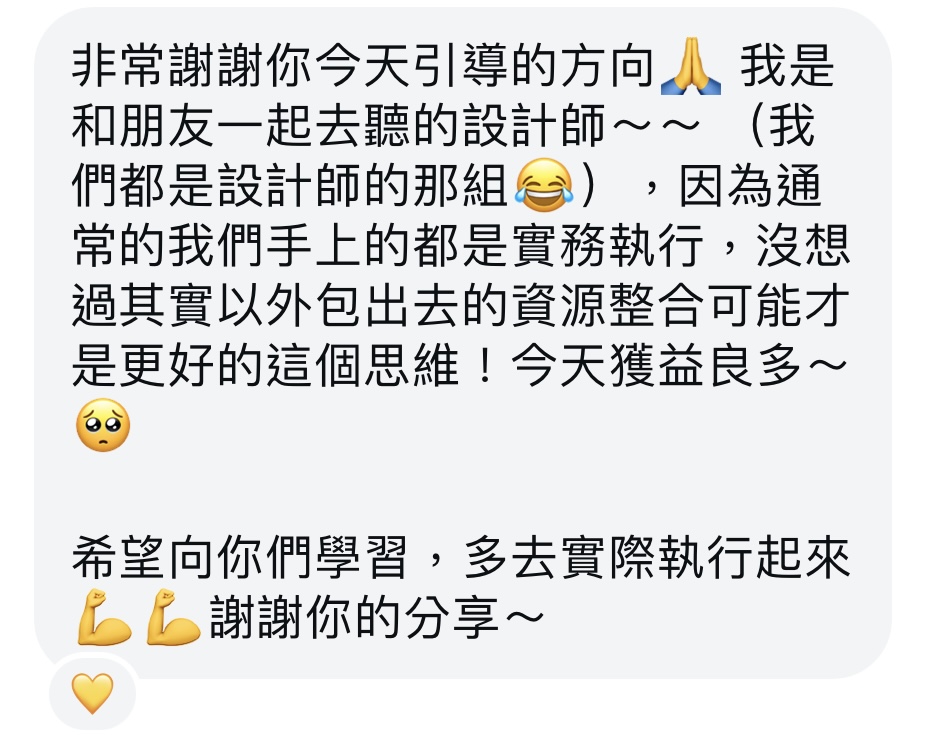 非常謝謝你今天引導的方向🙏 我是
和朋友一起去聽的設計師～～ （我
們都是設計師的那組😂） ，因為通
常的我們手上的都是實務執行，沒想
過其實以外包出去的資源整合可能才
是更好的這個思維！今天獲益良多～
🥺
希望向你們學習，多去實際執行起來
💪💪謝謝你的分享～
💛